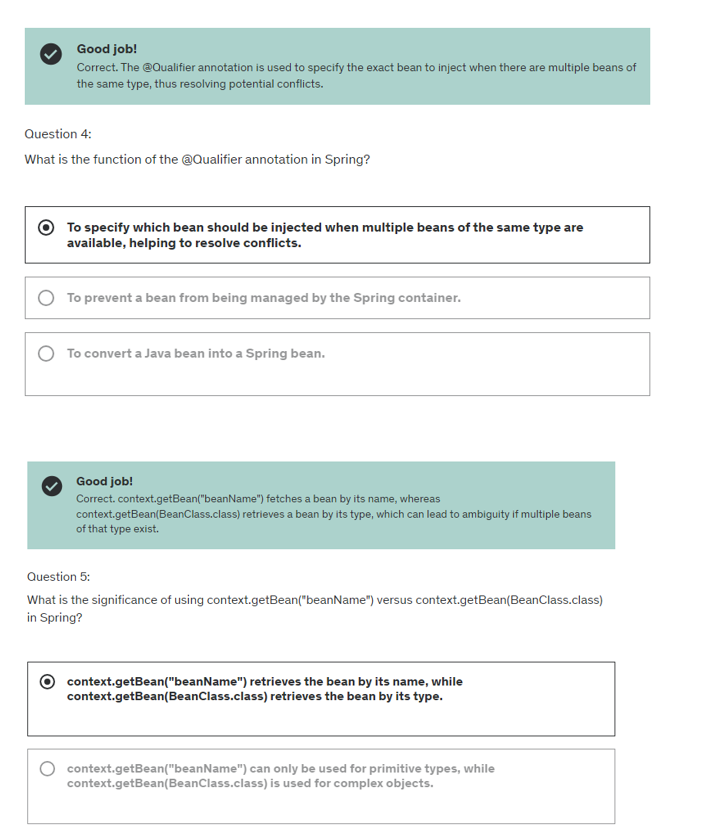 Good job!
Correct. The @Qualifier annotation is used to specify the exact bean to inject when there are multiple beans of
the same type, thus resolving potential conflicts.
Question 4:
What is the function of the @Qualifier annotation in Spring?
To specify which bean should be injected when multiple beans of the same type are
available, helping to resolve conflicts.
To prevent a bean from being managed by the Spring container.
To convert a Java bean into a Spring bean.
Good job!
Correct. context.getBean("beanName") fetches a bean by its name, whereas
context.getBean(BeanClass.class) retrieves a bean by its type, which can lead to ambiguity if multiple beans
of that type exist.
Question 5:
What is the significance of using context.getBean("beanName") versus context.getBean(BeanClass.class)
in Spring?
context.getBean("beanName") retrieves the bean by its name, while
context.getBean(BeanClass.class) retrieves the bean by its type.
context.getBean("beanName") can only be used for primitive types, while
context.getBean(BeanClass.class) is used for complex objects.